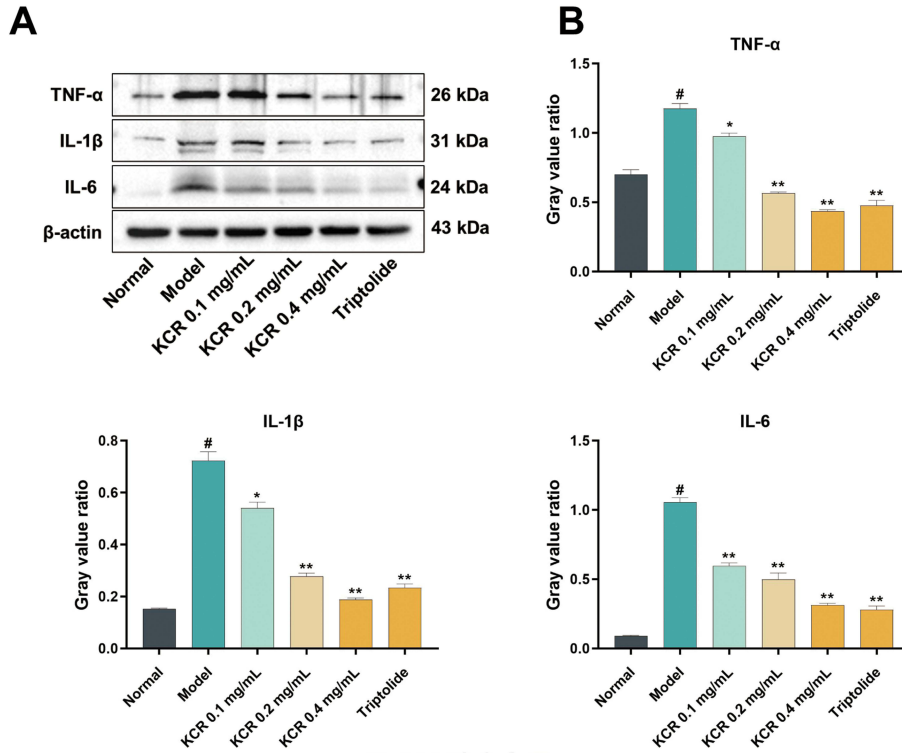 A
TNF-α 26 kDa
IL-1β 31 kDa
IL-6 24 kDa
β-actin 43 kDa
Normal
Model
KCR 0.1 mg/mL
KCR 0.2 mg/mL
KCR 0.4 mg/mL
Triptolide
B
TNF-α
Gray value ratio
1.5
1.0
0.5
0.0
#
*
**
**
**
Normal
Model
KCR 0.1 mg/mL
KCR 0.2 mg/mL
KCR 0.4 mg/mL
Triptolide
IL-1β
Gray value ratio
0.8
0.6
0.4
0.2
0.0
#
*
**
**
**
Normal
Model
KCR 0.1 mg/mL
KCR 0.2 mg/mL
KCR 0.4 mg/mL
Triptolide
IL-6
Gray value ratio
1.5
1.0
0.5
0.0
#
**
**
**
**
Normal
Model
KCR 0.1 mg/mL
KCR 0.2 mg/mL
KCR 0.4 mg/mL
Triptolide